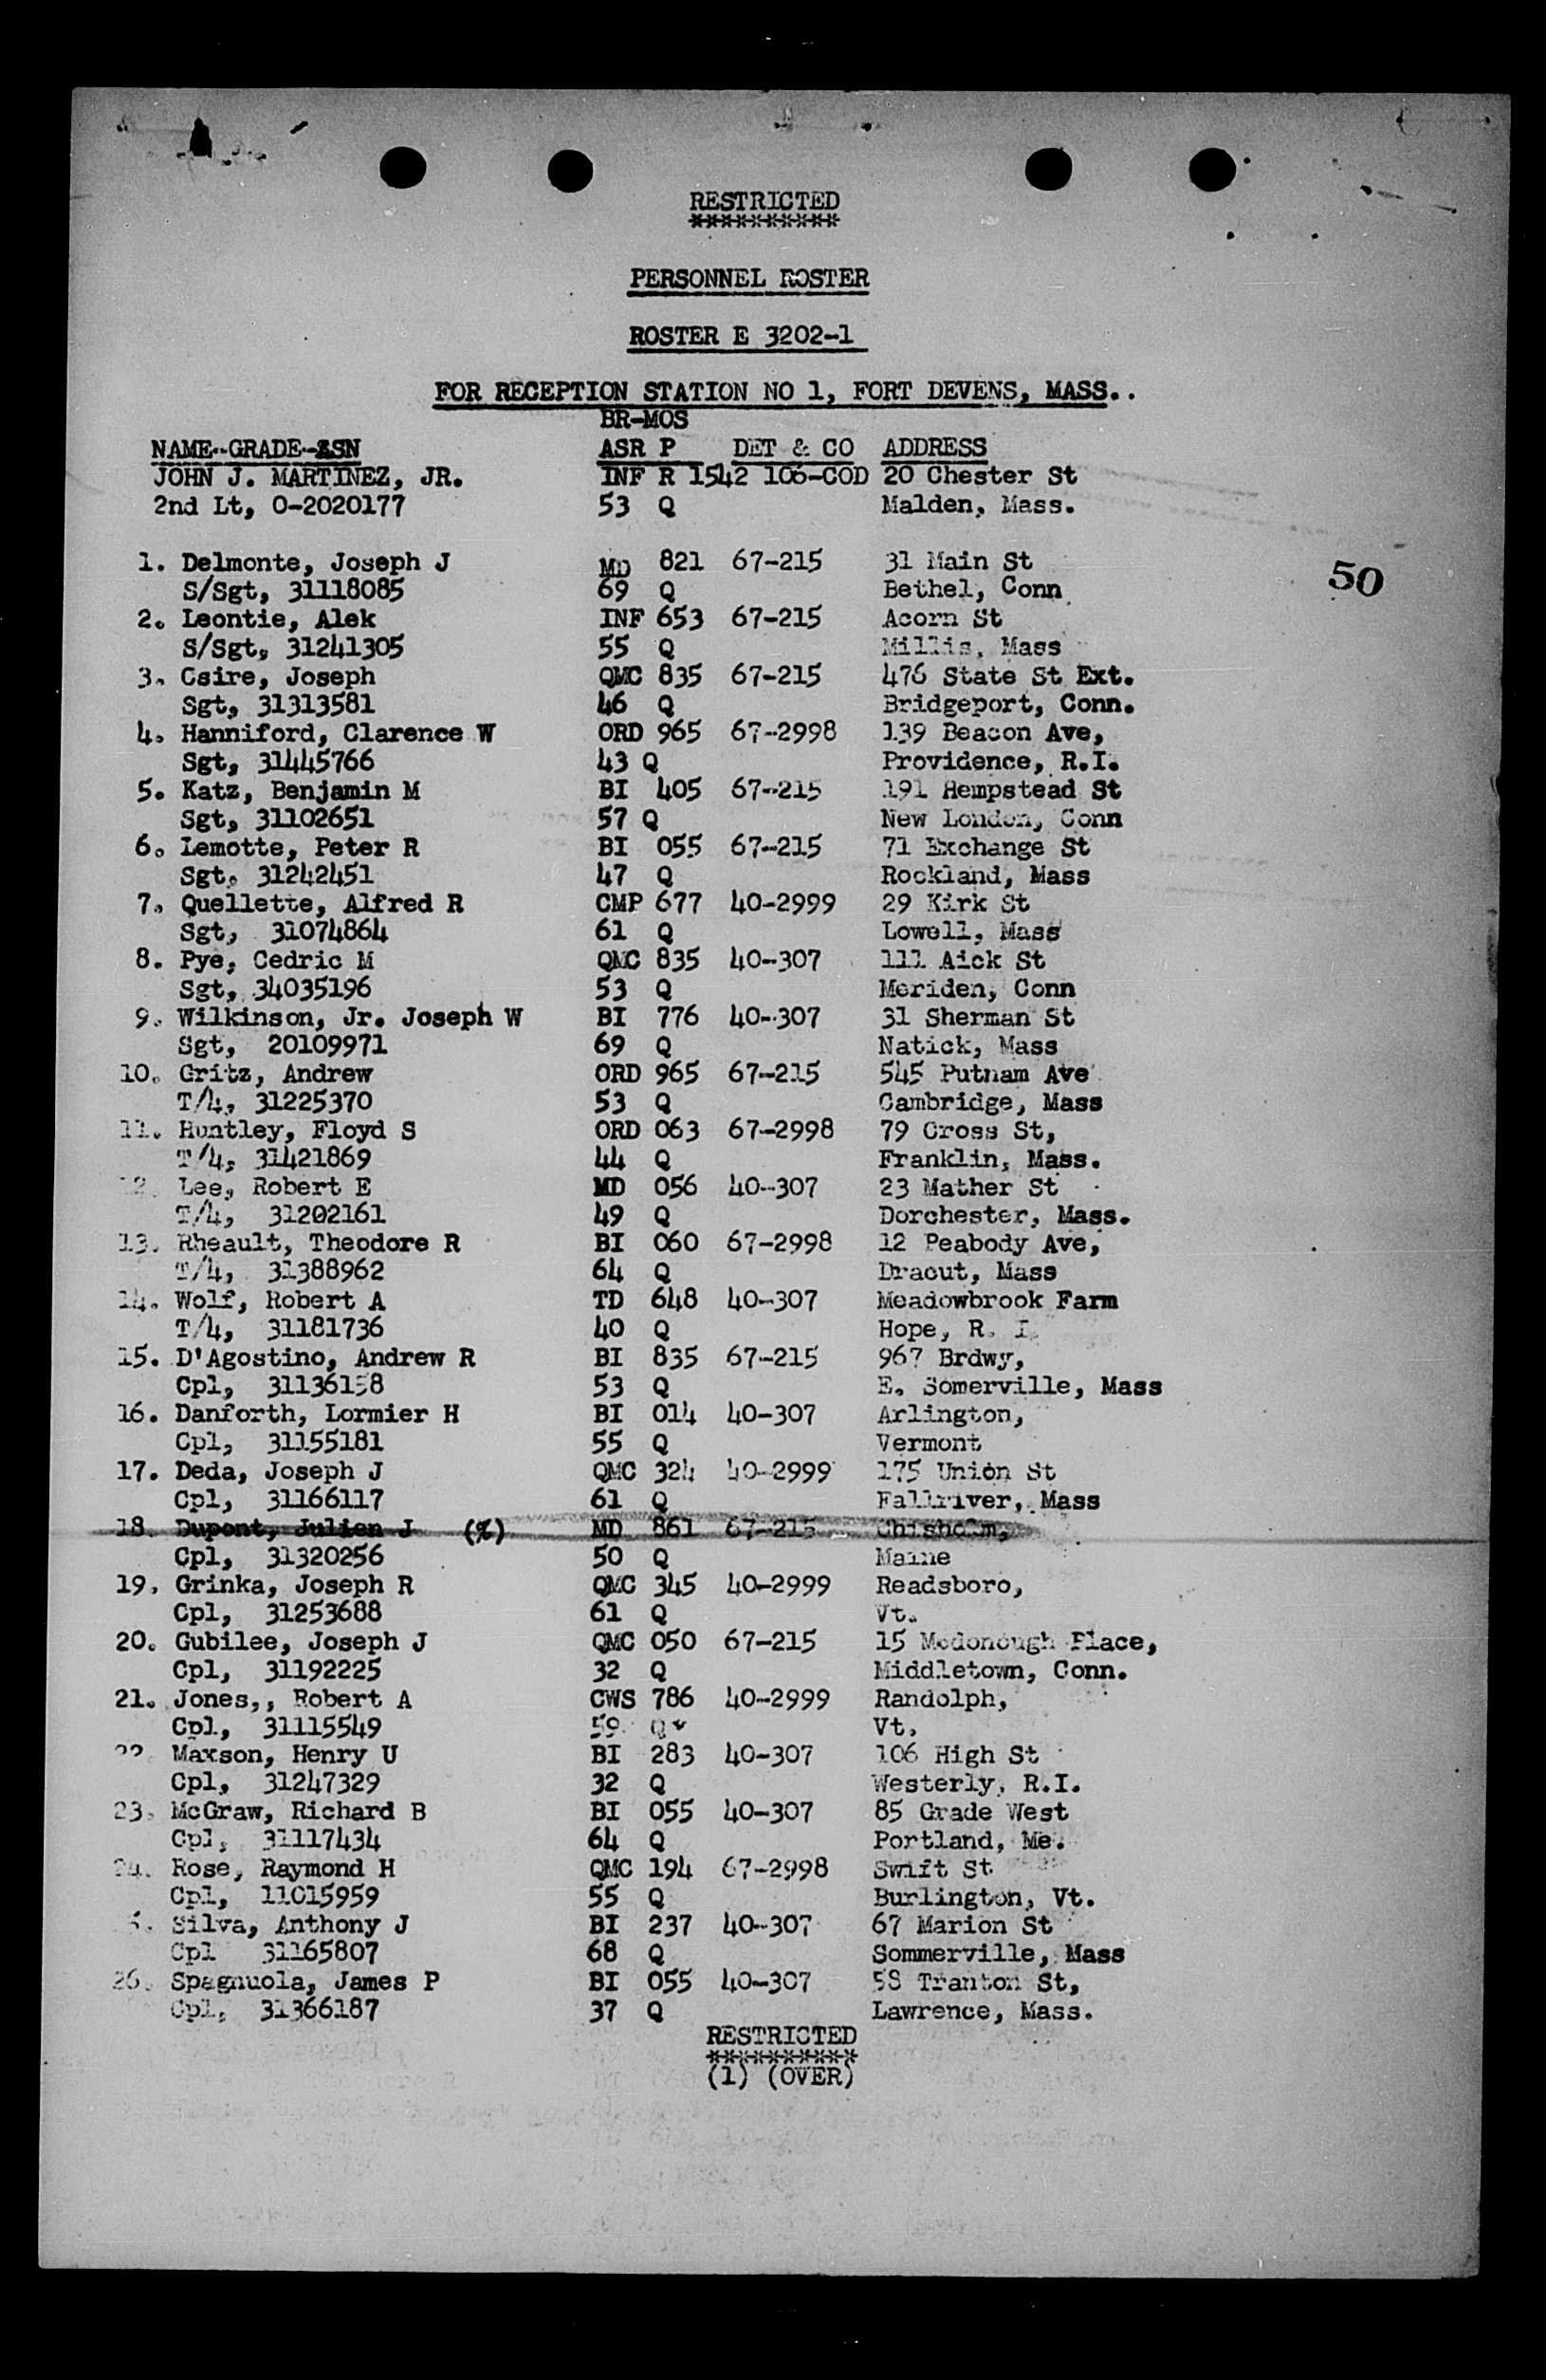 RESTRICTED
**********
PERSONNEL ROSTER
ROSTER E 3202-1
FOR RECEPTION STATION NO 1, FORT DEVENS, MASS..
BR-MOS
NAME--GRADE--ASN ASR P DET & CO ADDRESS
JOHN J. MARTINEZ, JR. INF R 1542 106-COD 20 Chester St
2nd Lt, O-2020177 53 Q Malden, Mass.
1. Delmonte, Joseph J MD 821 67-215 31 Main St
S/Sgt, 31118085 69 Q Bethel, Conn
50
2. Leontie, Alek INF 653 67-215 Acorn St
S/Sgt, 31241305 55 Q Millis, Mass
3. Csire, Joseph QMC 835 67-215 476 State St Ext.
Sgt, 31313581 46 Q Bridgeport, Conn.
4. Hanniford, Clarence W ORD 965 67--2998 139 Beacon Ave,
Sgt, 31445766 43 Q Providence, R.I.
5. Katz, Benjamin M BI 405 67--215 191 Hempstead St
Sgt, 31102651 57 Q New London, Conn
6. Lemotte, Peter R BI 055 67--215 71 Exchange St
Sgt. 31242451 47 Q Rockland, Mass
7. Quellette, Alfred R CMP 677 40-2999 29 Kirk St
Sgt, 31074864 61 Q Lowell, Mass
8. Pye, Cedric M QMC 835 40--307 111 Aick St
Sgt, 34035196 53 Q Meriden, Conn
9. Wilkinson, Jr. Joseph W BI 776 40--307 31 Sherman St
Sgt, 20109971 69 Q Natick, Mass
10. Gritz, Andrew ORD 965 67--215 545 Putnam Ave
T/4, 31225370 53 Q Cambridge, Mass
11. Huntley, Floyd S ORD 063 67--2998 79 Cross St,
T/4, 31421869 44 Q Franklin, Mass.
12. Lee, Robert E MD 056 40--307 23 Mather St
T/4, 31202161 49 Q Dorchester, Mass.
13. Rheault, Theodore R BI 060 67-2998 12 Peabody Ave,
T/4, 31388962 64 Q Dracut, Mass
14. Wolf, Robert A TD 648 40--307 Meadowbrook Farm
T/4, 31181736 40 Q Hope, R. I.
15. D'Agostino, Andrew R BI 835 67--215 967 Brdwy,
Cpl, 31136158 53 Q E. Somerville, Mass
16. Danforth, Lormier H BI 014 40-307 Arlington,
Cpl, 31155181 55 Q Vermont
17. Deda, Joseph J QMC 324 40--2999 175 Union St
Cpl, 31166117 61 Q Fallriver, Mass
18. Dupont, Julien J (%) MD 861 67-215 Chisholm,
Cpl, 31320256 50 Q Maine
19. Grinka, Joseph R QMC 345 40-2999 Readsboro,
Cpl, 31253688 61 Q Vt.
20. Gubilee, Joseph J QMC 050 67-215 15 Mcdonough Place,
Cpl, 31192225 32 Q Middletown, Conn.
21. Jones,, Robert A CWS 786 40--2999 Randolph,
Cpl, 31115549 59 Q Vt.
22. Maxson, Henry U BI 283 40-307 106 High St
Cpl, 31247329 32 Q Westerly, R.I.
23. McGraw, Richard B BI 055 40-307 85 Grade West
Cpl, 31117434 64 Q Portland, Me.
24. Rose, Raymond H QMC 194 67-2998 Swift St
Cpl, 11015959 55 Q Burlington, Vt.
5. Silva, Anthony J BI 237 40--307 67 Marion St
Cpl 31165807 68 Q Sommerville, Mass
26. Spagnuola, James P BI 055 40--307 58 Tranton St,
Cpl, 31366187 37 Q Lawrence, Mass.
RESTRICTED
**********
(1) (OVER)